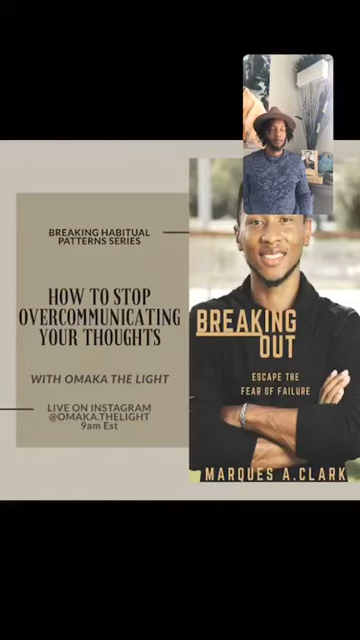 BREAKING HABITUAL
PATTERNS SERIES
HOW TO STOP
OVERCOMMUNICATING
YOUR THOUGHTS
WITH OMAKA THE LIGHT
LIVE ON INSTAGRAM
@OMAKA.THELIGHT
9am Est
BREAKING
OUT
ESCAPE THE
FEAR OF FAILURE
MARQUES A.CLARK